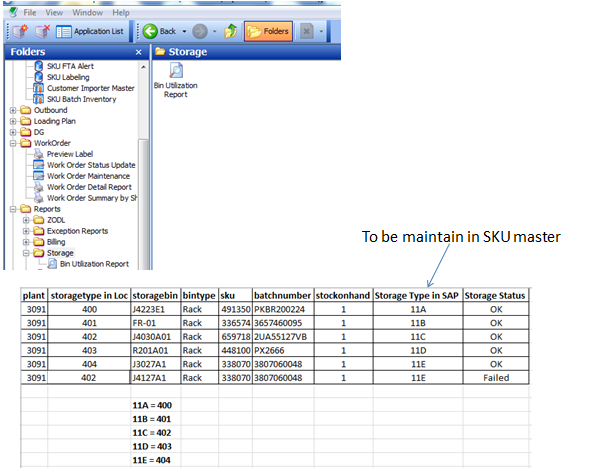 File View Window Help
Application List Back Folders
Folders × Storage
SKU FTA Alert
SKU Labeling
Customer Importer Master
SKU Batch Inventory
Outbound
Loading Plan
DG
WorkOrder
Preview Label
Work Order Status Update
Work Order Maintenance
Work Order Detail Report
Work Order Summary by Sh
Reports
ZODL
Exception Reports
Billing
Storage
Bin Utilization Report
Bin Utilization
Report
To be maintain in SKU master
plant storagetype in Loc storagebin bintype sku batchnumber stockonhand Storage Type in SAP Storage Status
3091 400 J4223E1 Rack 491350 PKBR200224 1 11A OK
3091 401 FR-01 Rack 336574 3657460095 1 11B OK
3091 402 J4030A01 Rack 659718 2UA55127VB 1 11C OK
3091 403 R201A01 Rack 448100 PX2666 1 11D OK
3091 404 J3027A1 Rack 338070 3807060048 1 11E OK
3091 402 J4127A1 Rack 338070 3807060048 1 11E Failed
11A = 400
11B = 401
11C = 402
11D = 403
11E = 404